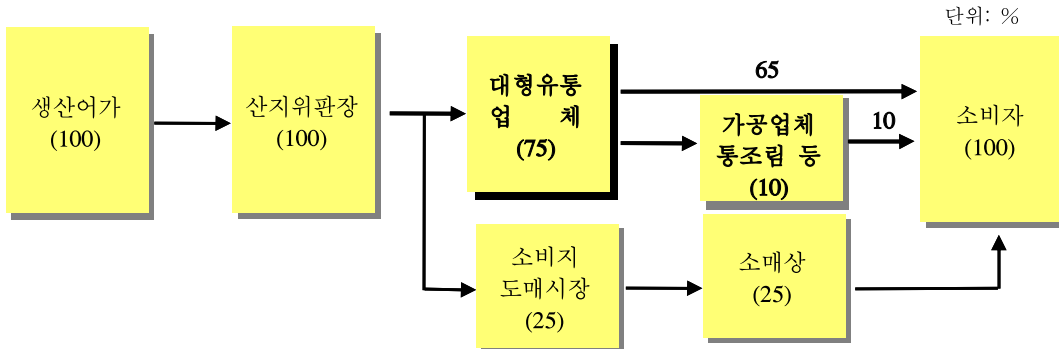 단위: %
생산어가
(100)
산지위판장
(100)
대형유통
업 체
(75)
65
가공업체
통조림 등
(10)
10
소비자
(100)
소비지
도매시장
(25)
소매상
(25)